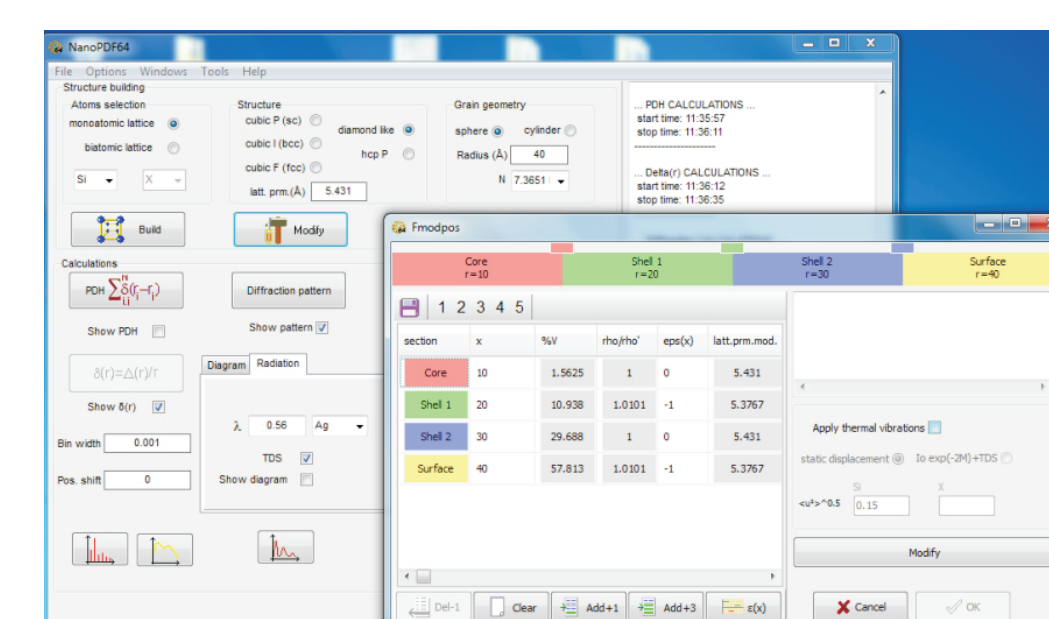 NanoPDF64
File Options Windows Tools Help
Structure building
Atoms selection
monoatomic lattice
biatomic lattice
Si X
Structure
cubic P (sc)
cubic I (bcc)
cubic F (fcc)
diamond like
hcp P
latt. prm.(Å) 5.431
Grain geometry
sphere cylinder
Radius (Å) 40
N 7.3651
... PDH CALCULATIONS ...
start time: 11:35:57
stop time: 11:36:11
--------------------
... Delta(r) CALCULATIONS ...
start time: 11:36:12
stop time: 11:36:35
Build
Modify
Calculations
PDH ∑δ(ri−rj)
N
i,j
Diffraction pattern
Show PDH
Show pattern
δ(r)=△(r)/r
Show δ(r)
Bin width 0.001
Pos. shift 0
Diagram Radiation
λ 0.56 Ag
TDS
Show diagram
Fmodpos
Core
r=10
Shell 1
r=20
Shell 2
r=30
Surface
r=40
1 2 3 4 5
section x %V rho/rho' eps(x) latt.prm.mod.
Core 10 1.5625 1 0 5.431
Shell 1 20 10.938 1.0101 -1 5.3767
Shell 2 30 29.688 1 0 5.431
Surface 40 57.813 1.0101 -1 5.3767
Apply thermal vibrations
static displacement Io exp(-2M)+TDS
Si X
<u²>^0.5 0.15
Modify
Del-1 Clear Add+1 Add+3 ε(x)
Cancel OK